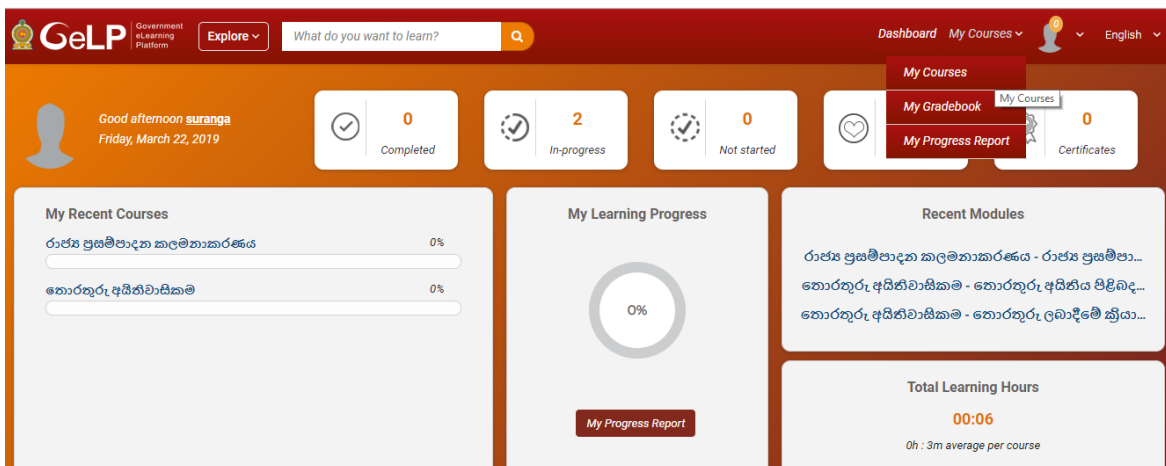 GeLP Government eLearning Platform
Explore
What do you want to learn?
Dashboard My Courses
0
English
My Courses
My Gradebook
My Courses
My Progress Report
Good afternoon suranga
Friday, March 22, 2019
0
Completed
2
In-progress
0
Not started
0
Certificates
My Recent Courses
රාජ්‍ය ප්‍රසම්පාදන කලමනාකරණය 0%
තොරතුරු අයිතිවාසිකම 0%
My Learning Progress
0%
My Progress Report
Recent Modules
රාජ්‍ය ප්‍රසම්පාදන කලමනාකරණය - රාජ්‍ය ප්‍රසම්පා...
තොරතුරු අයිතිවාසිකම - තොරතුරු අයිතිය පිළිබද...
තොරතුරු අයිතිවාසිකම - තොරතුරු ලබාදීමේ ක්‍රියා...
Total Learning Hours
00:06
0h : 3m average per course